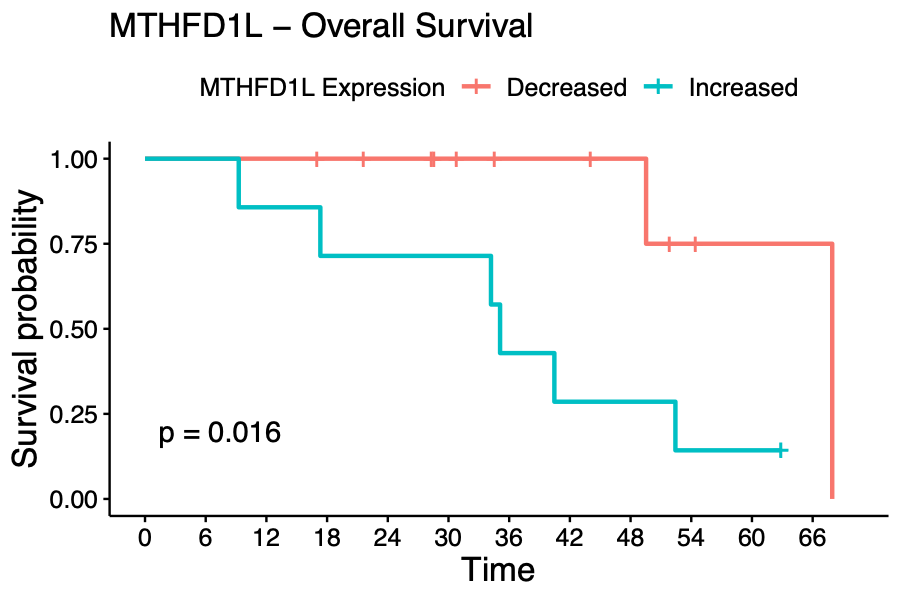 MTHFD1L – Overall Survival
MTHFD1L Expression Decreased Increased
Survival probability
1.00
0.75
0.50
0.25
0.00
p = 0.016
0 6 12 18 24 30 36 42 48 54 60 66
Time